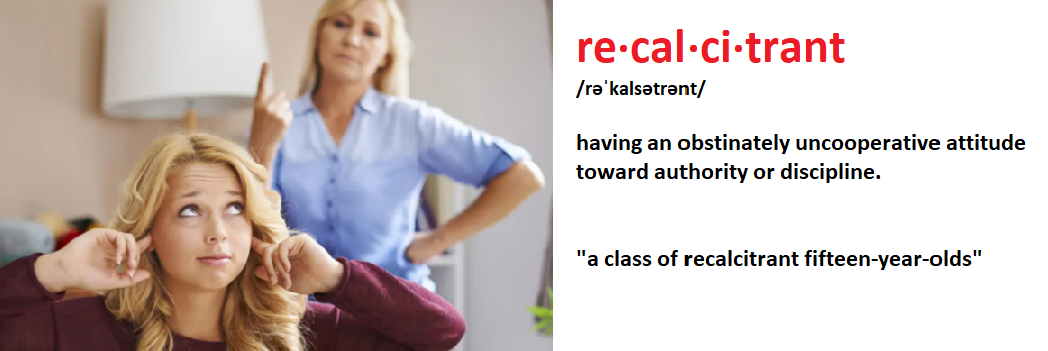 re·cal·ci·trant
/rəˈkalsətrənt/
having an obstinately uncooperative attitude
toward authority or discipline.
"a class of recalcitrant fifteen-year-olds"